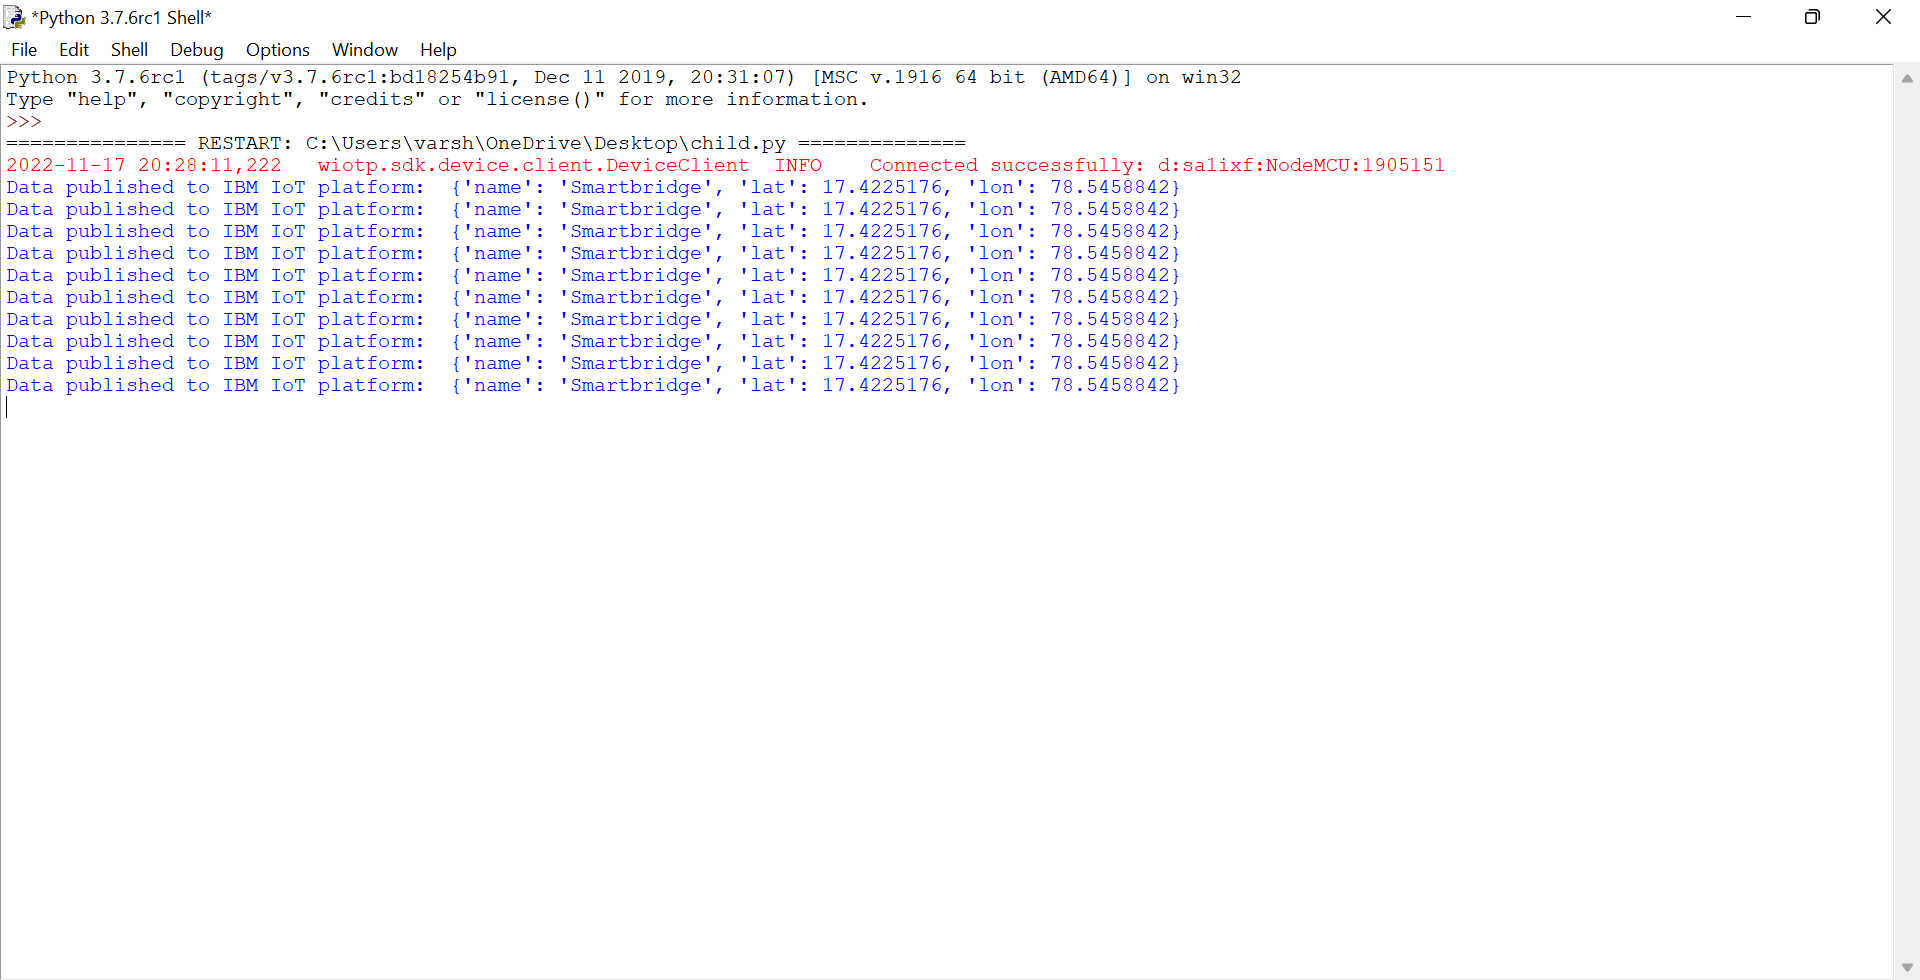 *Python 3.7.6rc1 Shell*
File Edit Shell Debug Options Window Help
Python 3.7.6rc1 (tags/v3.7.6rc1:bd18254b91, Dec 11 2019, 20:31:07) [MSC v.1916 64 bit (AMD64)] on win32
Type "help", "copyright", "credits" or "license()" for more information.
>>>
=============== RESTART: C:\Users\varsh\OneDrive\Desktop\child.py ==============
2022-11-17 20:28:11,222   wiotp.sdk.device.client.DeviceClient  INFO    Connected successfully: d:sa1ixf:NodeMCU:1905151
Data published to IBM IoT platform:  {'name': 'Smartbridge', 'lat': 17.4225176, 'lon': 78.5458842}
Data published to IBM IoT platform:  {'name': 'Smartbridge', 'lat': 17.4225176, 'lon': 78.5458842}
Data published to IBM IoT platform:  {'name': 'Smartbridge', 'lat': 17.4225176, 'lon': 78.5458842}
Data published to IBM IoT platform:  {'name': 'Smartbridge', 'lat': 17.4225176, 'lon': 78.5458842}
Data published to IBM IoT platform:  {'name': 'Smartbridge', 'lat': 17.4225176, 'lon': 78.5458842}
Data published to IBM IoT platform:  {'name': 'Smartbridge', 'lat': 17.4225176, 'lon': 78.5458842}
Data published to IBM IoT platform:  {'name': 'Smartbridge', 'lat': 17.4225176, 'lon': 78.5458842}
Data published to IBM IoT platform:  {'name': 'Smartbridge', 'lat': 17.4225176, 'lon': 78.5458842}
Data published to IBM IoT platform:  {'name': 'Smartbridge', 'lat': 17.4225176, 'lon': 78.5458842}
Data published to IBM IoT platform:  {'name': 'Smartbridge', 'lat': 17.4225176, 'lon': 78.5458842}